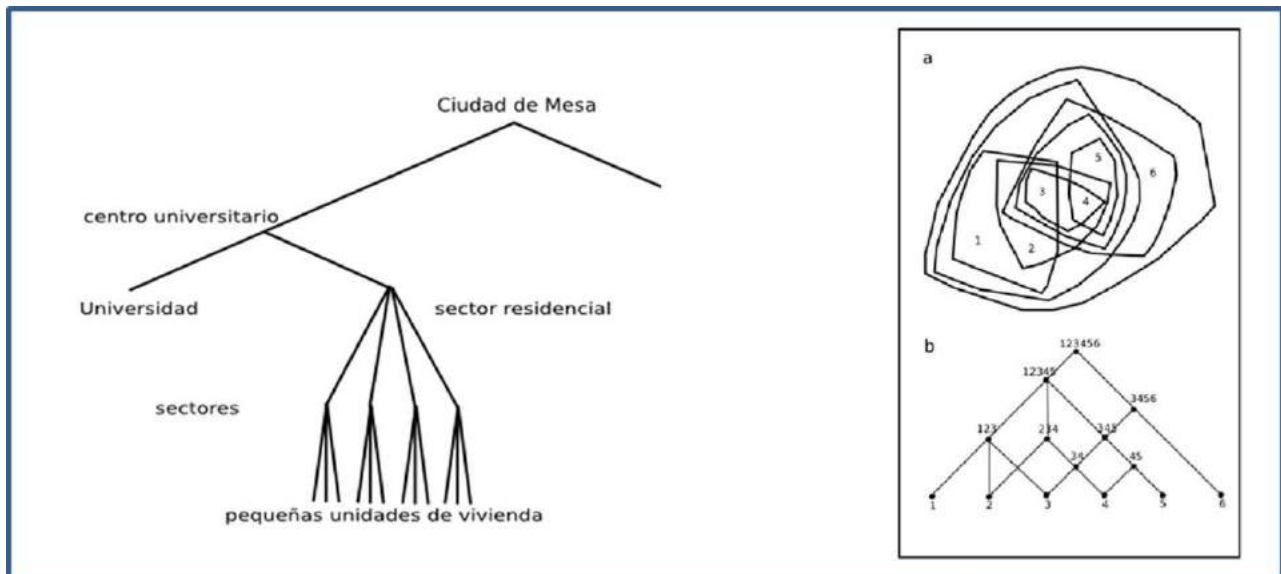 Ciudad de Mesa
centro universitario
Universidad
sector residencial
sectores
pequeñas unidades de vivienda
a
5
6
3
4
1
2
b
123456
12345
3456
123 234 345
34 45
1 2 3 4 5 6